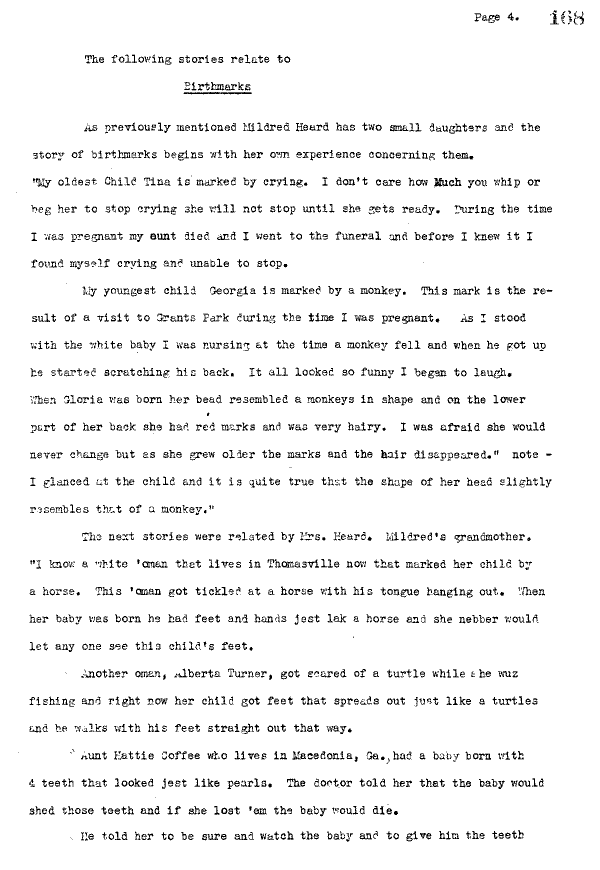 Page 4. 168
The following stories relate to
Birthmarks
As previously mentioned Mildred Heard has two small daughters and the
story of birthmarks begins with her own experience concerning them.
"My oldest Child Tina is marked by crying. I don't care how Much you whip or
beg her to stop crying she will not stop until she gets ready. During the time
I was pregnant my aunt died and I went to the funeral and before I knew it I
found myself crying and unable to stop.
My youngest child Georgia is marked by a monkey. This mark is the re-
sult of a visit to Grants Park during the time I was pregnant. As I stood
with the white baby I was nursing at the time a monkey fell and when he got up
he started scratching his back. It all looked so funny I began to laugh.
When Gloria was born her head resembled a monkeys in shape and on the lower
part of her back she had red marks and was very hairy. I was afraid she would
never change but as she grew older the marks and the hair disappeared." note -
I glanced at the child and it is quite true that the shape of her head slightly
resembles that of a monkey."
The next stories were related by Mrs. Heard. Mildred's grandmother.
"I know a white 'oman that lives in Thomasville now that marked her child by
a horse. This 'oman got tickled at a horse with his tongue hanging out. When
her baby was born he had feet and hands jest lak a horse and she nebber would
let any one see this child's feet.
Another oman, Alberta Turner, got scared of a turtle while she wuz
fishing and right now her child got feet that spreads out just like a turtles
and he walks with his feet straight out that way.
Aunt Hattie Coffee who lives in Macedonia, Ga., had a baby born with
4 teeth that looked jest like pearls. The doctor told her that the baby would
shed those teeth and if she lost 'em the baby would die.
He told her to be sure and watch the baby and to give him the teeth